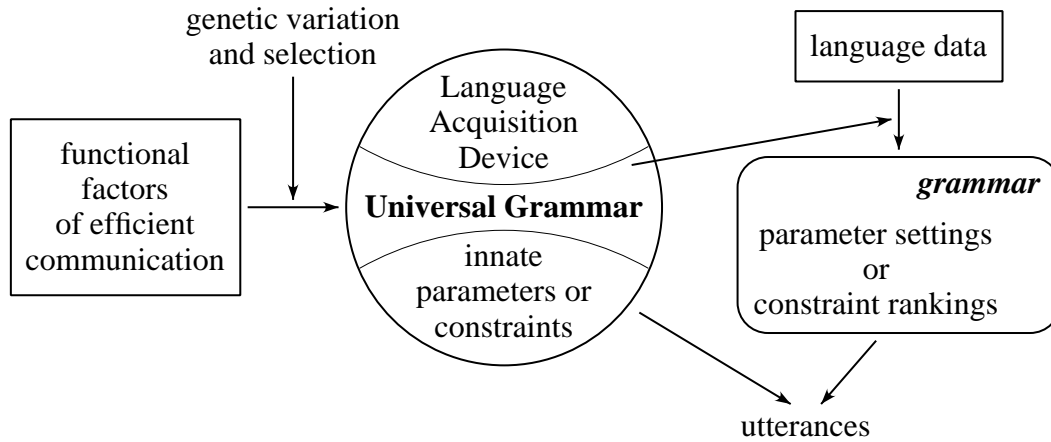 genetic variation
and selection
functional
factors
of efficient
communication
Language
Acquisition
Device
Universal Grammar
innate
parameters or
constraints
language data
grammar
parameter settings
or
constraint rankings
utterances